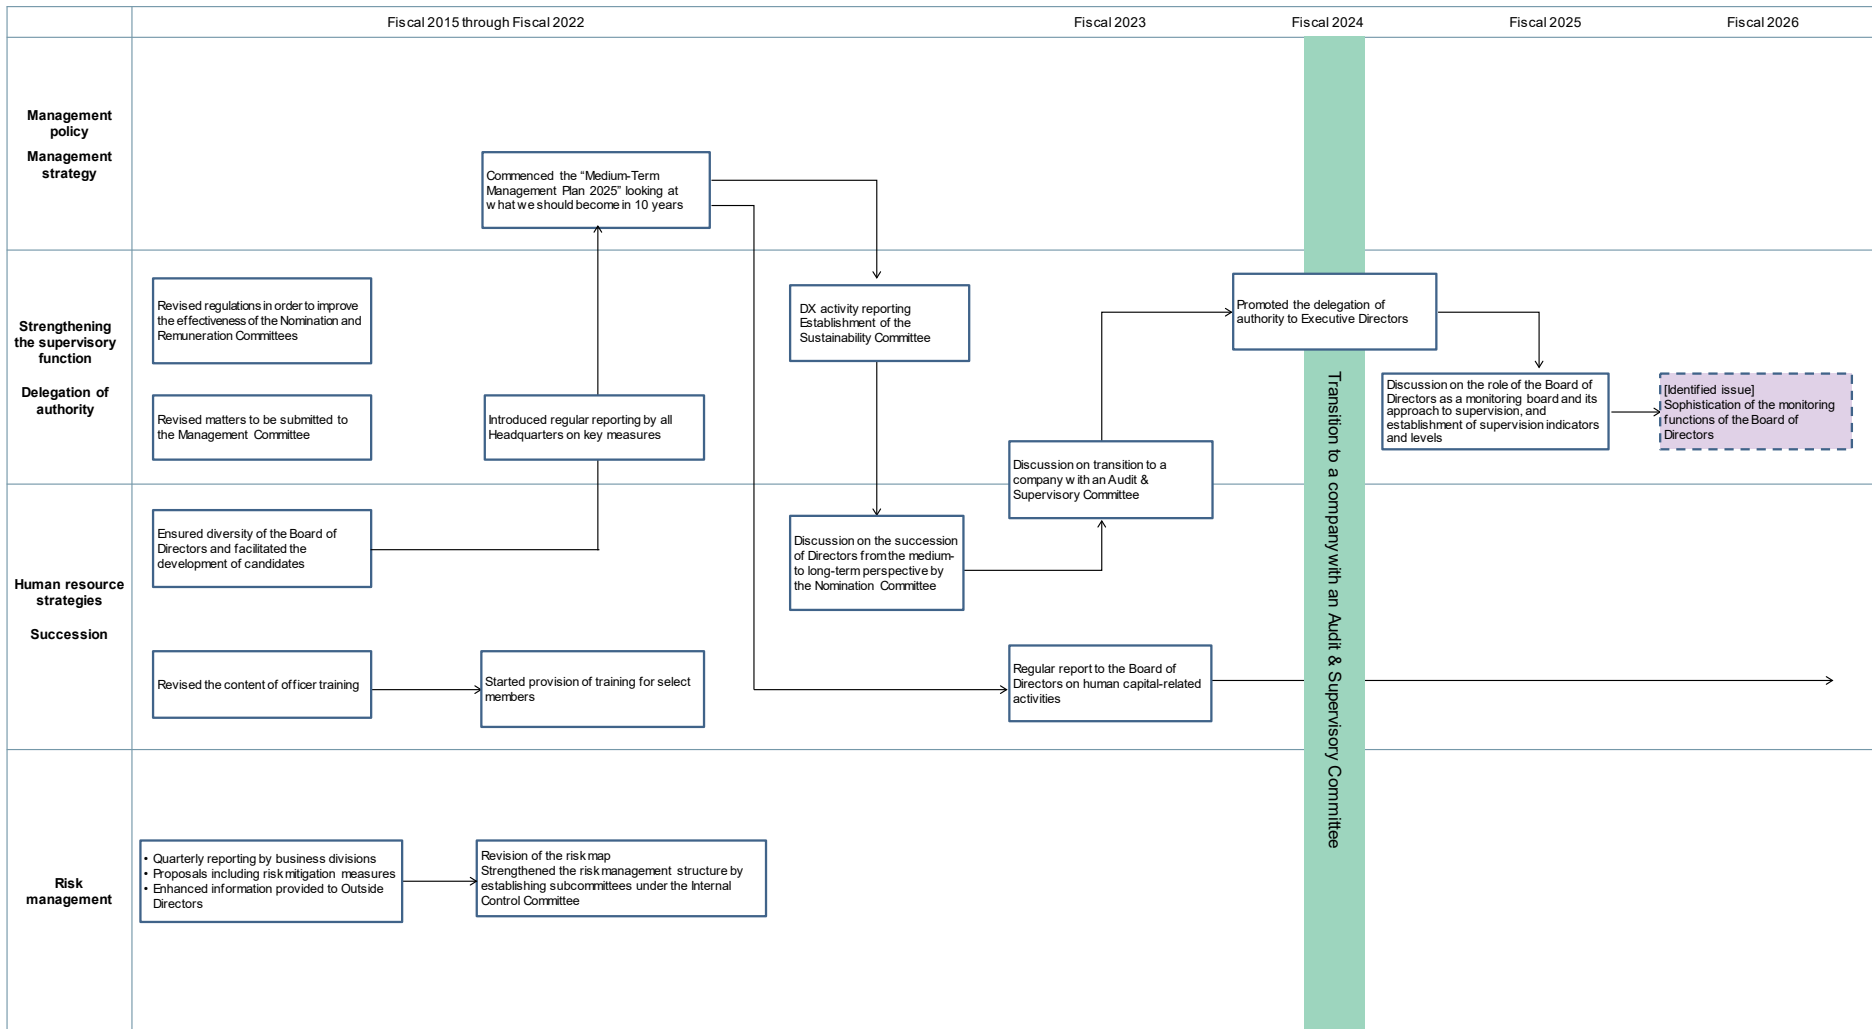 Fiscal 2015 through Fiscal 2022
Fiscal 2023
Fiscal 2024
Fiscal 2025
Fiscal 2026
Management
policy
Management
strategy
Commenced the “Medium-Term
Management Plan 2025” looking at
what we should become in 10 years
Strengthening
the supervisory
function
Delegation of
authority
Revised regulations in order to improve
the effectiveness of the Nomination and
Remuneration Committees
Revised matters to be submitted to
the Management Committee
Introduced regular reporting by all
Headquarters on key measures
DX activity reporting
Establishment of the
Sustainability Committee
Discussion on transition to a
company with an Audit &
Supervisory Committee
Promoted the delegation of
authority to Executive Directors
Discussion on the role of the Board of
Directors as a monitoring board and its
approach to supervision, and
establishment of supervision indicators
and levels
[Identified issue]
Sophistication of the monitoring
functions of the Board of
Directors
Transition to a company with an Audit & Supervisory Committee
Human resource
strategies
Succession
Ensured diversity of the Board of
Directors and facilitated the
development of candidates
Discussion on the succession
of Directors from the medium-
to long-term perspective by
the Nomination Committee
Revised the content of officer training
Started provision of training for select
members
Regular report to the Board of
Directors on human capital-related
activities
Risk
management
• Quarterly reporting by business divisions
• Proposals including risk mitigation measures
• Enhanced information provided to Outside
Directors
Revision of the risk map
Strengthened the risk management structure by
establishing subcommittees under the Internal
Control Committee